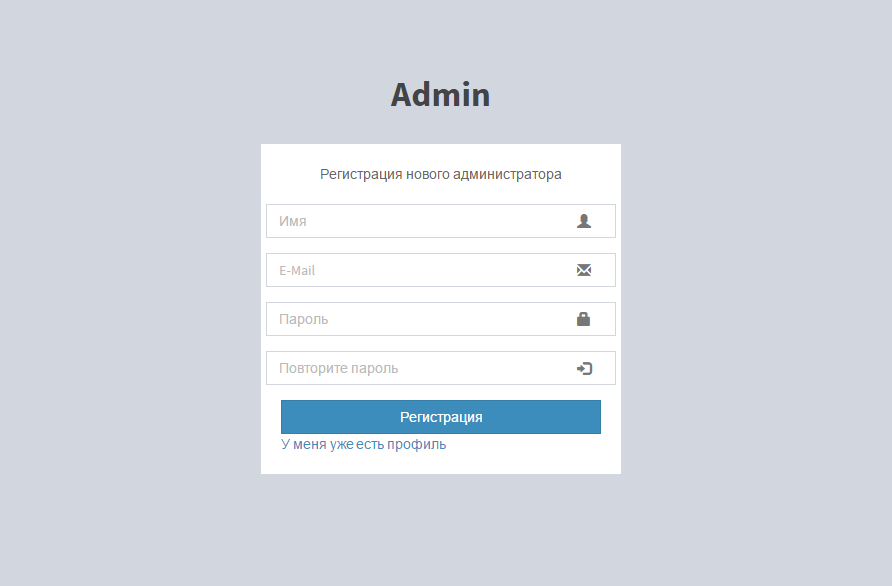 Admin
Регистрация нового администратора
Имя
E-Mail
Пароль
Повторите пароль
Регистрация
У меня уже есть профиль